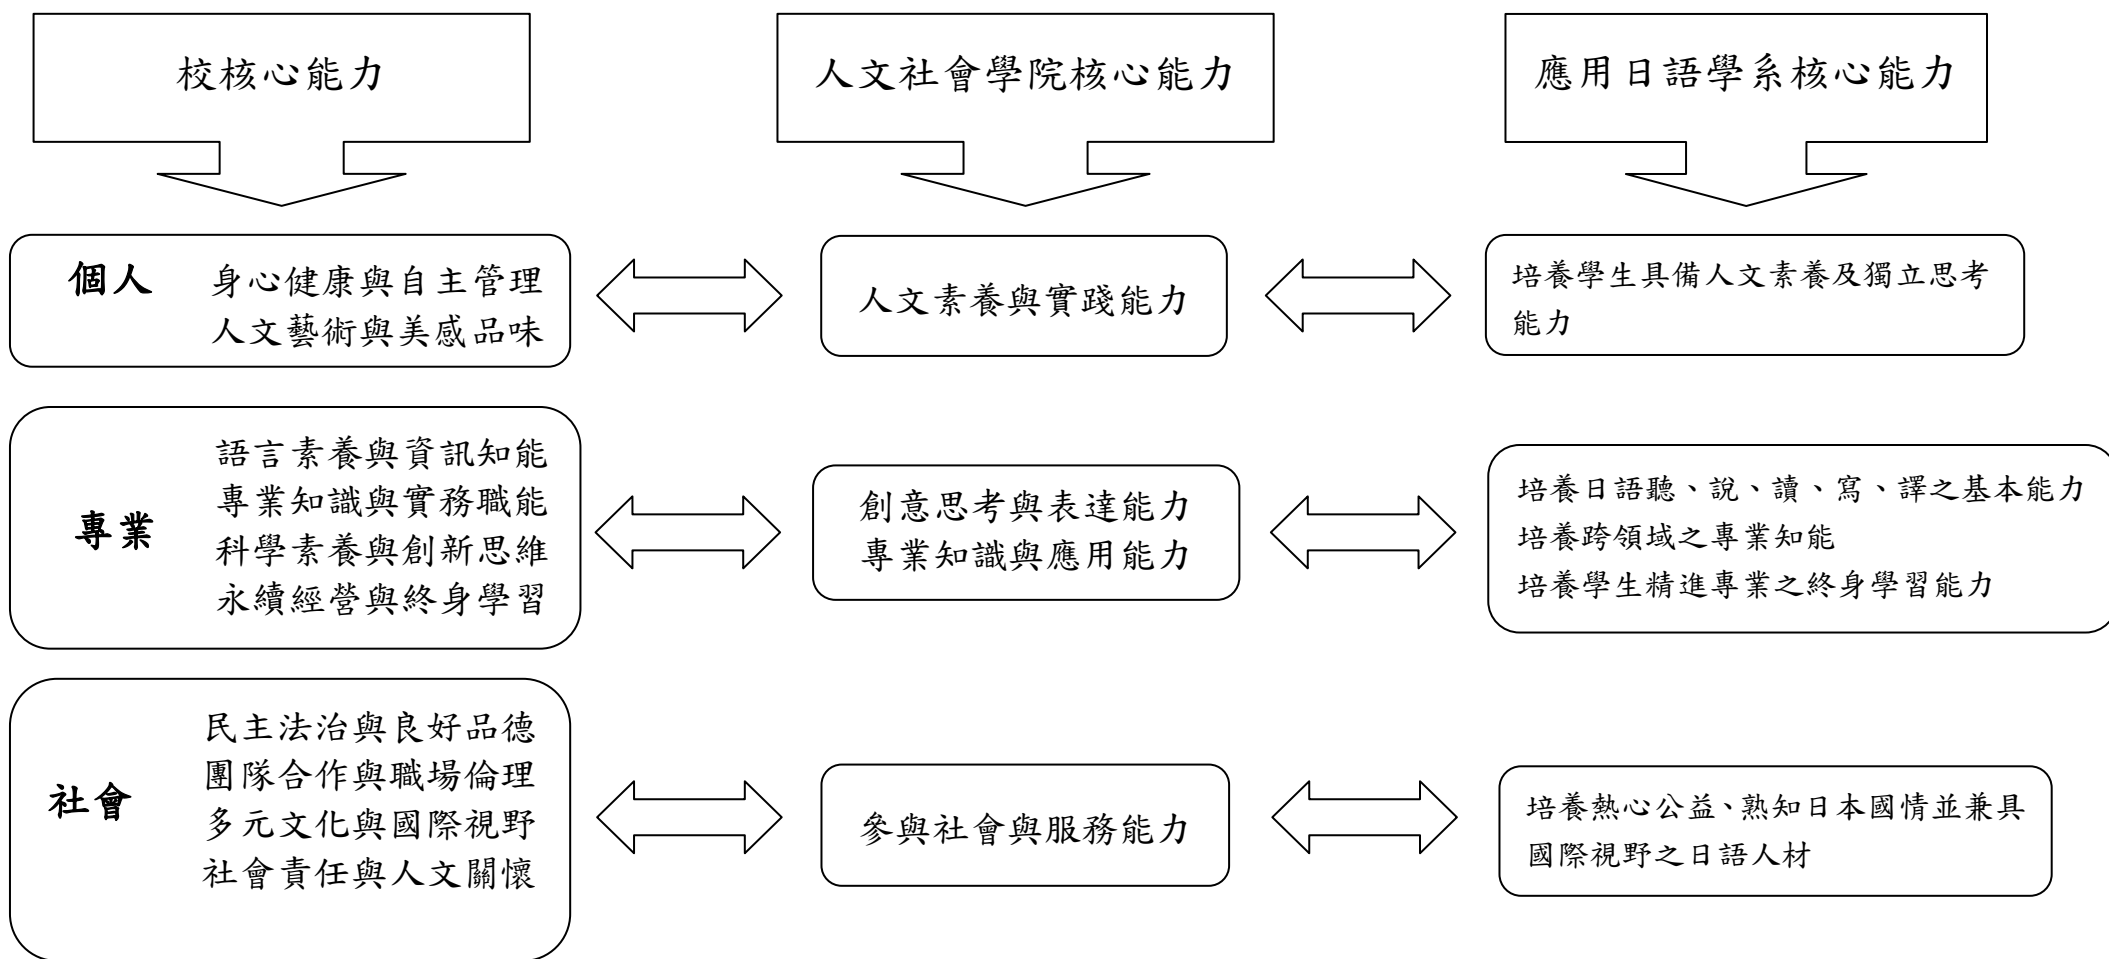 校核心能力
人文社會學院核心能力
應用日語學系核心能力
個人
身心健康與自主管理
人文藝術與美感品味
人文素養與實踐能力
培養學生具備人文素養及獨立思考
能力
專業
語言素養與資訊知能
專業知識與實務職能
科學素養與創新思維
永續經營與終身學習
創意思考與表達能力
專業知識與應用能力
培養日語聽、說、讀、寫、譯之基本能力
培養跨領域之專業知能
培養學生精進專業之終身學習能力
社會
民主法治與良好品德
團隊合作與職場倫理
多元文化與國際視野
社會責任與人文關懷
參與社會與服務能力
培養熱心公益、熟知日本國情並兼具
國際視野之日語人材